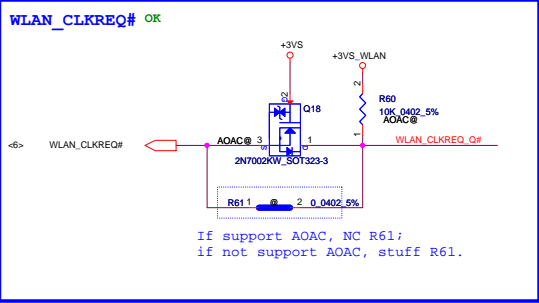 WLAN_CLKREQ# OK
+3VS
+3VS_WLAN
2
G
2
Q18
R60
10K_0402_5%
AOAC@
1
<6>
WLAN_CLKREQ#
AOAC@
3
S
D
1
WLAN_CLKREQ_Q#
2N7002KW_SOT323-3
R61
1
@
2
0_0402_5%
If support AOAC, NC R61;
if not support AOAC, stuff R61.